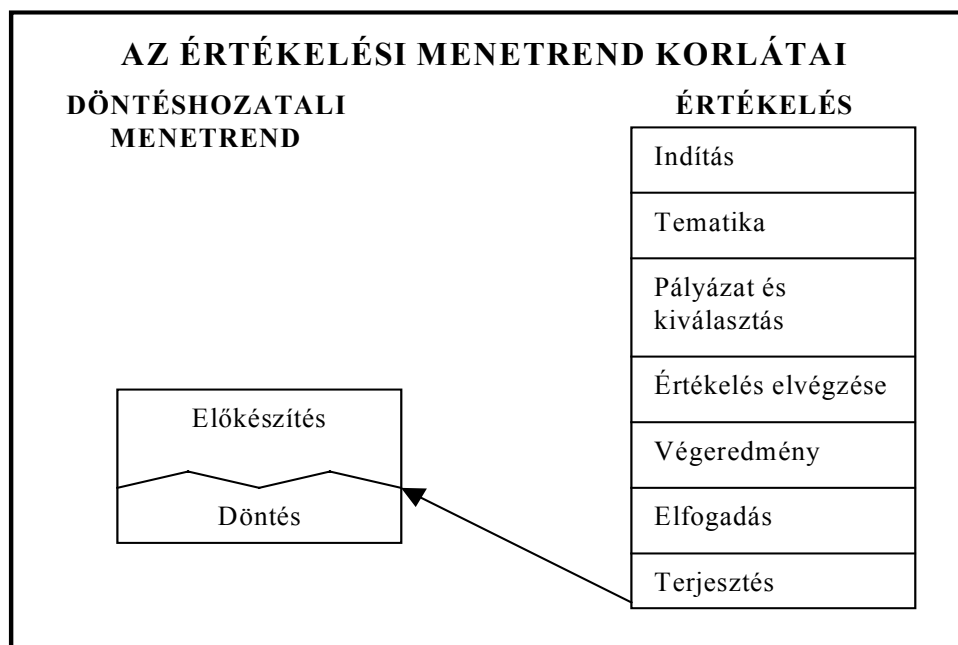 AZ ÉRTÉKELÉSI MENETREND KORLÁTAI
DÖNTÉSHOZATALI
MENETREND
Előkészítés
Döntés
ÉRTÉKELÉS
Indítás
Tematika
Pályázat és
kiválasztás
Értékelés elvégzése
Végeredmény
Elfogadás
Terjesztés